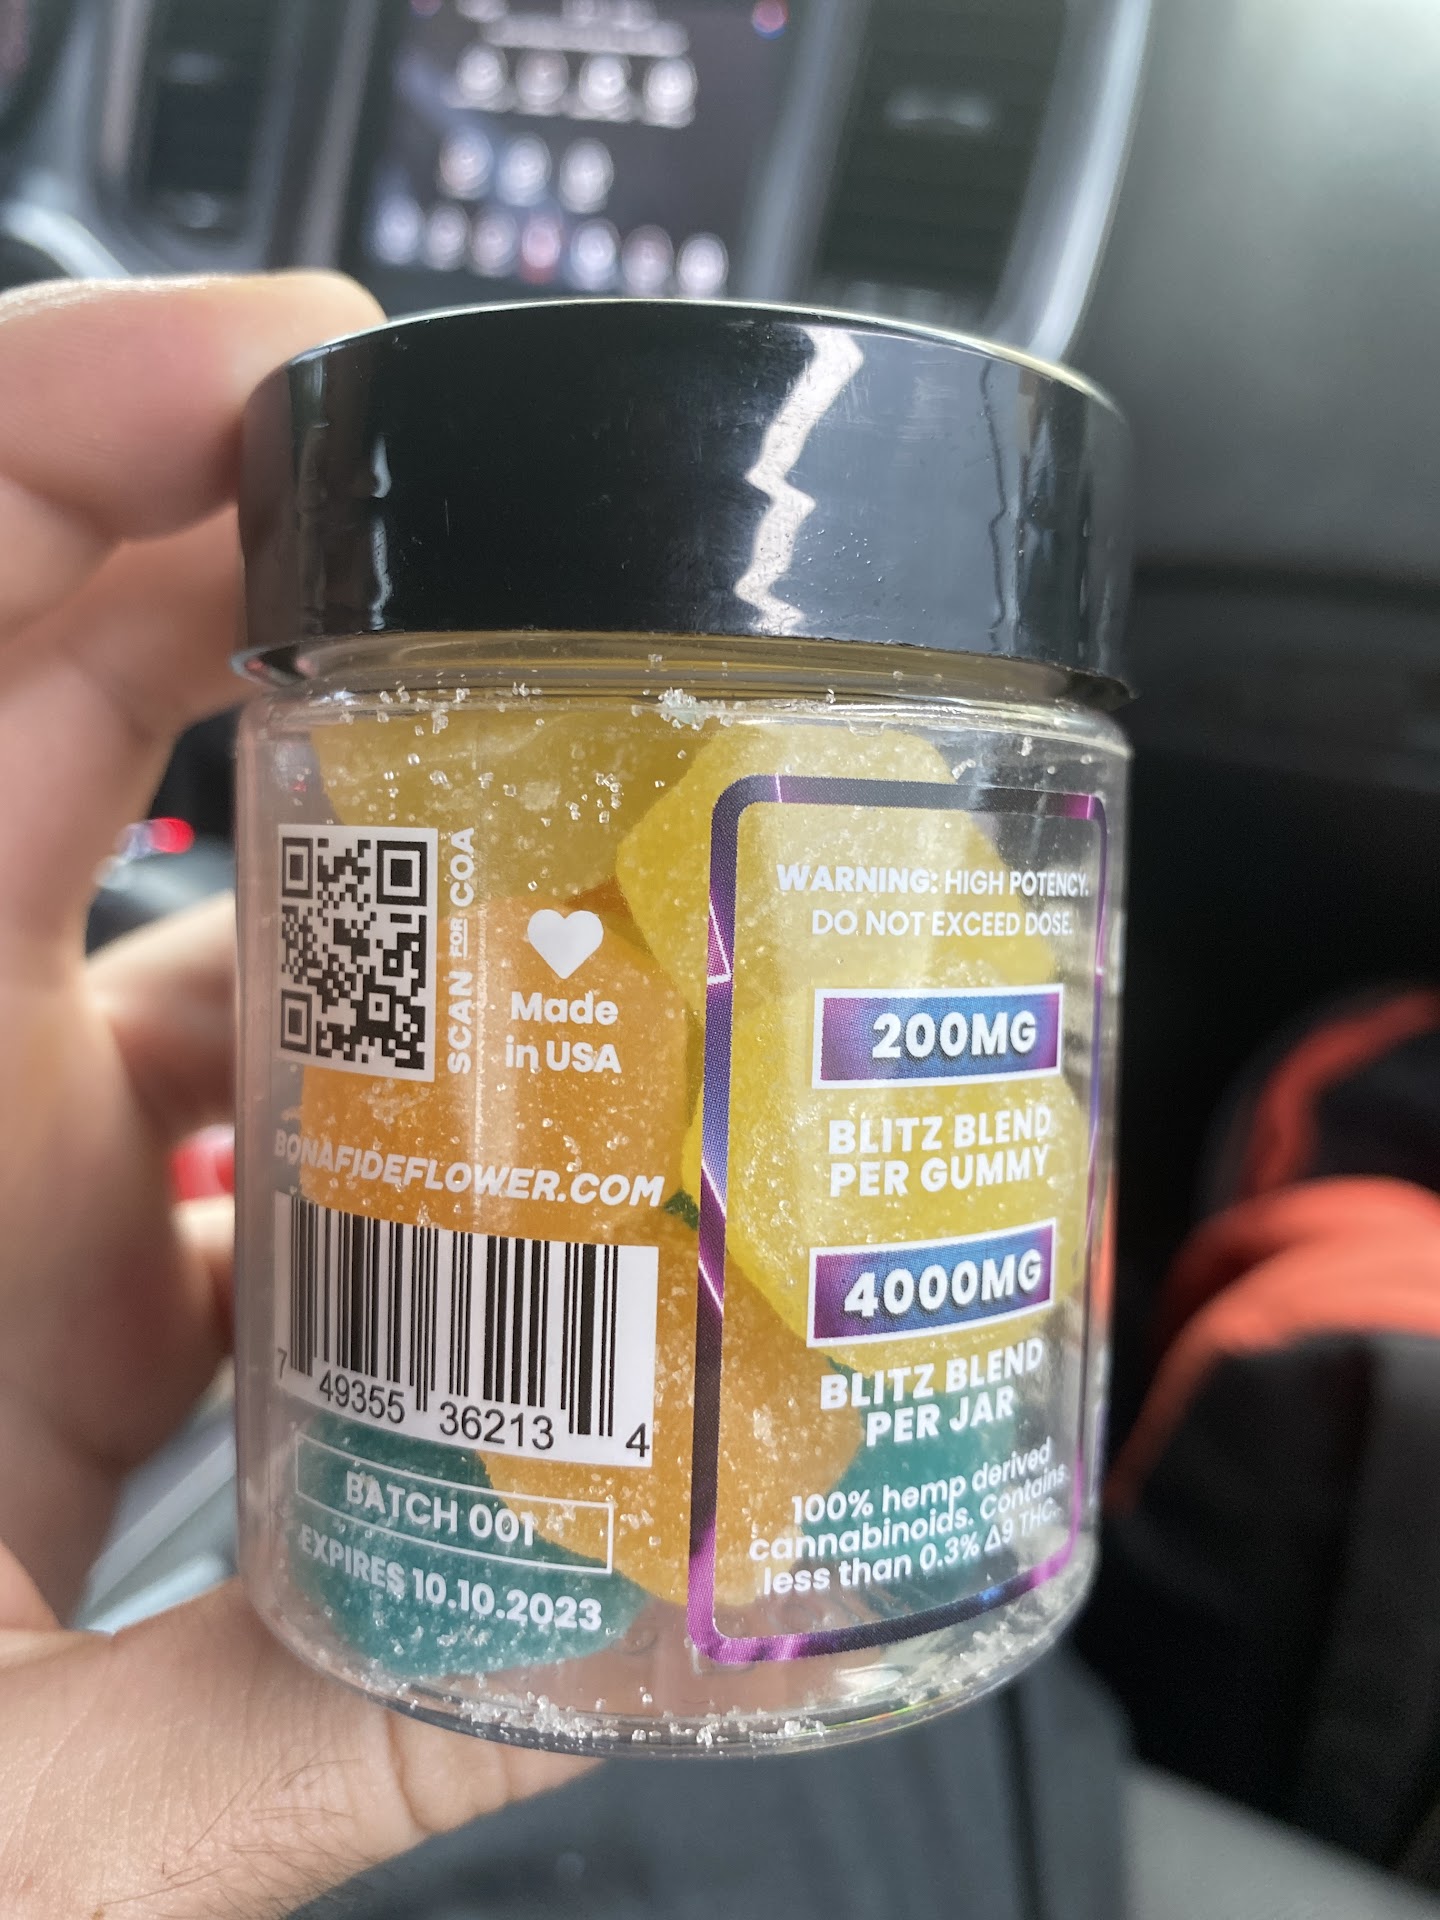 SCAN FOR COA
Made
in USA
BONAFIDEFLOWER.COM
7 49355 36213 4
BATCH 001
EXPIRES 10.10.2023
WARNING: HIGH POTENCY.
DO NOT EXCEED DOSE.
200MG
BLITZ BLEND
PER GUMMY
4000MG
BLITZ BLEND
PER JAR
100% hemp derived
cannabinoids. Contains
less than 0.3% Δ9 THC.